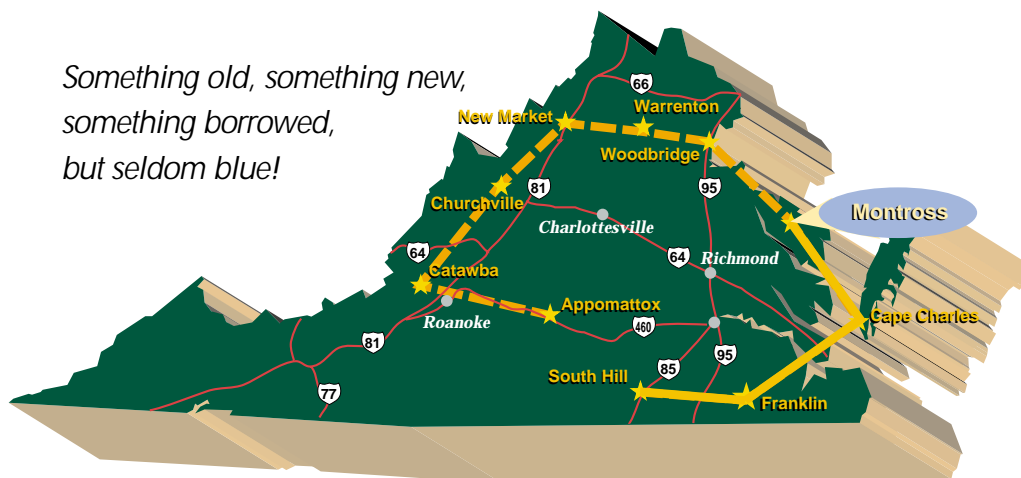 Something old, something new,
something borrowed,
but seldom blue!
66
New Market
Warrenton
Woodbridge
81
95
Churchville
Montross
Charlottesville
64
64
Richmond
Catawba
Appomattox
Cape Charles
Roanoke
460
81
95
85
South Hill
77
Franklin